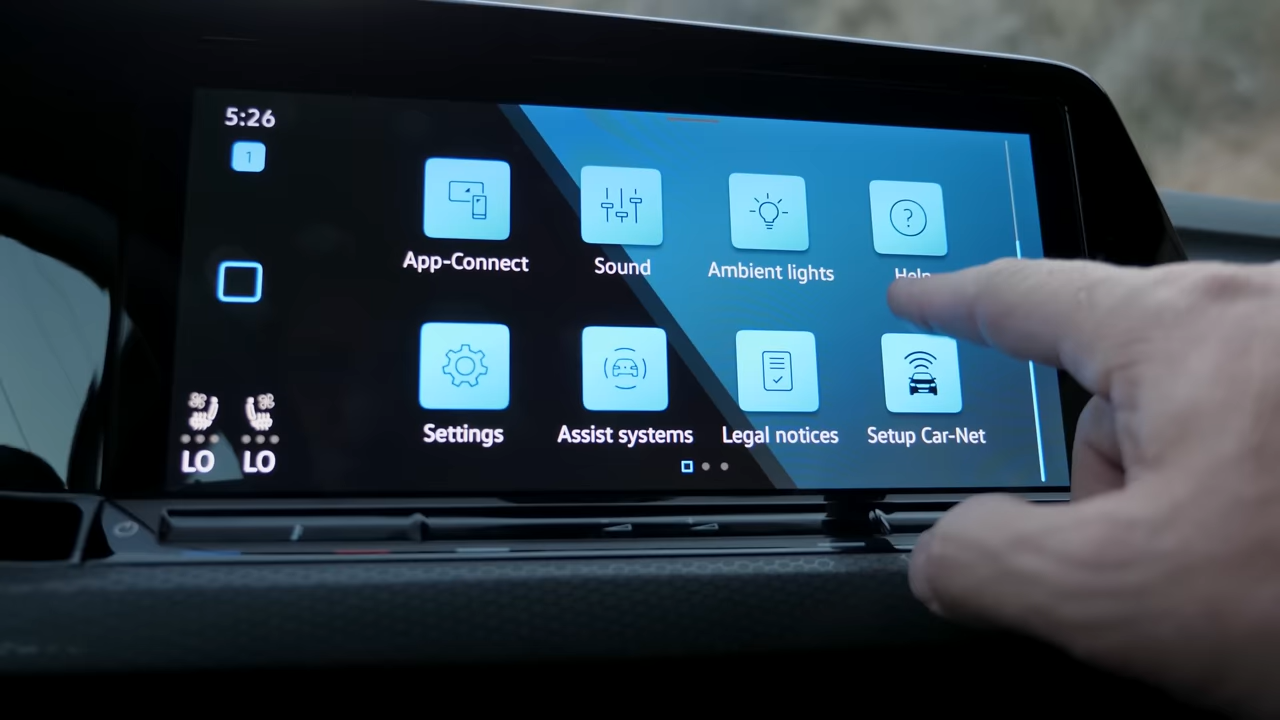 5:26
1
App-Connect
Sound
Ambient lights
Help
Settings
Assist systems
Legal notices
Setup Car-Net
LO
LO